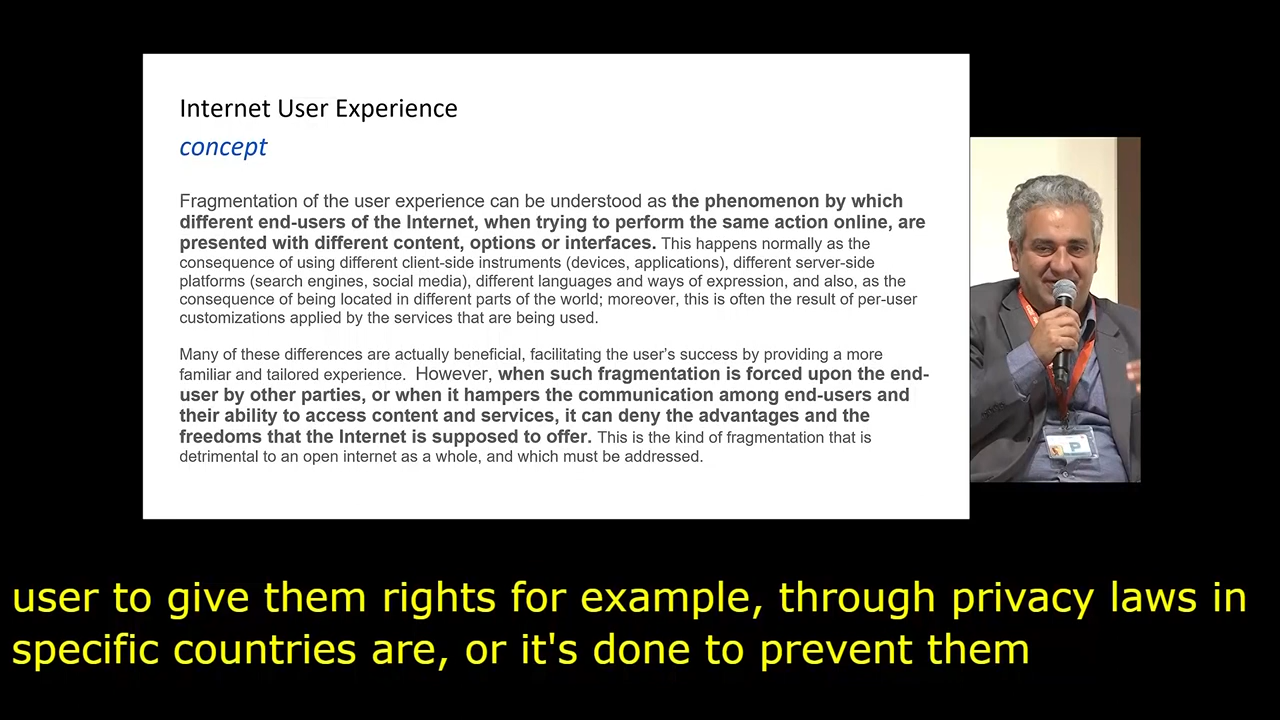 Internet User Experience
concept
Fragmentation of the user experience can be understood as the phenomenon by which
different end-users of the Internet, when trying to perform the same action online, are
presented with different content, options or interfaces. This happens normally as the
consequence of using different client-side instruments (devices, applications), different server-side
platforms (search engines, social media), different languages and ways of expression, and also, as the
consequence of being located in different parts of the world; moreover, this is often the result of per-user
customizations applied by the services that are being used.
Many of these differences are actually beneficial, facilitating the user's success by providing a more
familiar and tailored experience. However, when such fragmentation is forced upon the end-
user by other parties, or when it hampers the communication among end-users and
their ability to access content and services, it can deny the advantages and the
freedoms that the Internet is supposed to offer. This is the kind of fragmentation that is
detrimental to an open internet as a whole, and which must be addressed.
user to give them rights for example, through privacy laws in
specific countries are, or it's done to prevent them